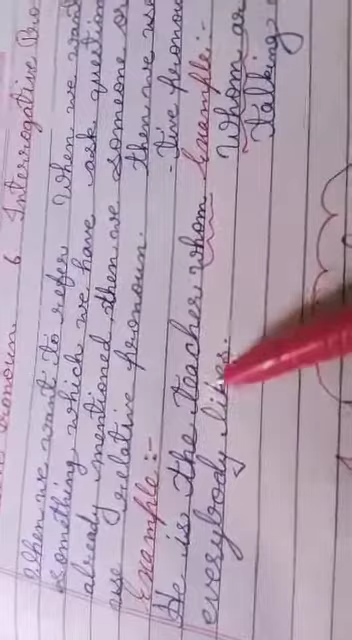 Pronoun
When we want to refer
something which we have
already mentioned then we
use relative pronoun.
Example:-
He is the teacher whom
everybody likes.
6 Interrogative Pro
When we want
ask question
someone or
then we use
-tive pronou
Example:-
Whom ar
talking